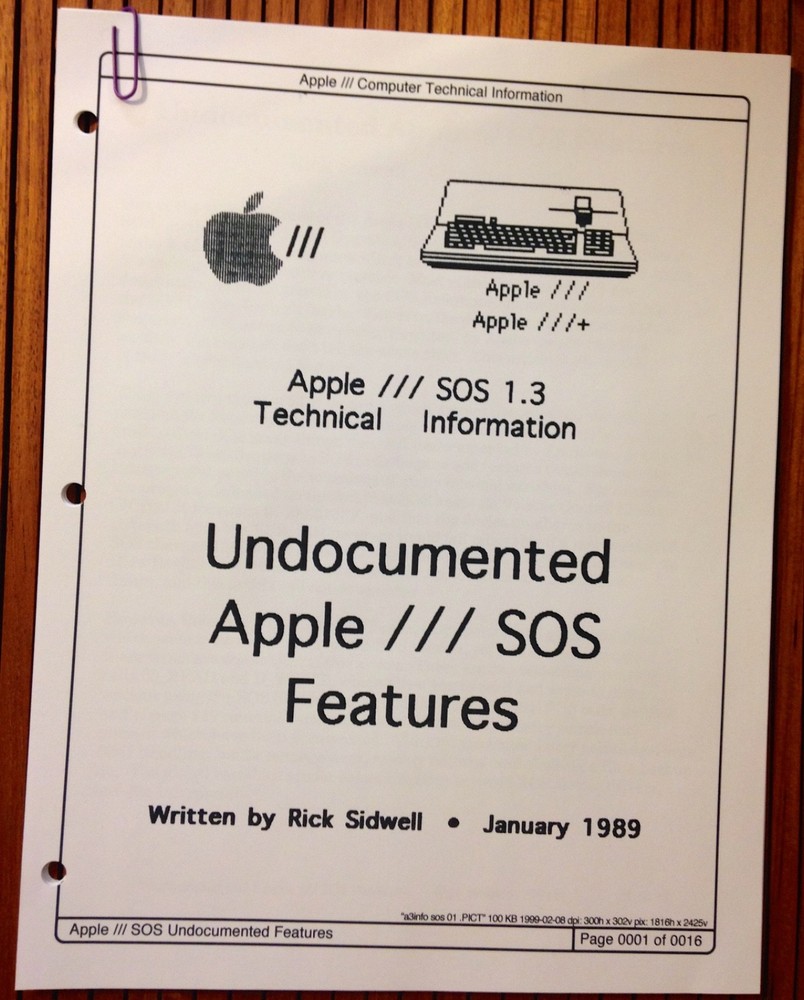 Apple /// Computer Technical Information
///
Apple ///
Apple ///+
Apple /// SOS 1.3
Technical Information
Undocumented
Apple /// SOS
Features
Written by Rick Sidwell • January 1989
"a3info sos 01 .PICT" 100 KB 1999-02-08 dpi: 300h x 302v pix: 1816h x 2425v
Apple /// SOS Undocumented Features
Page 0001 of 0016